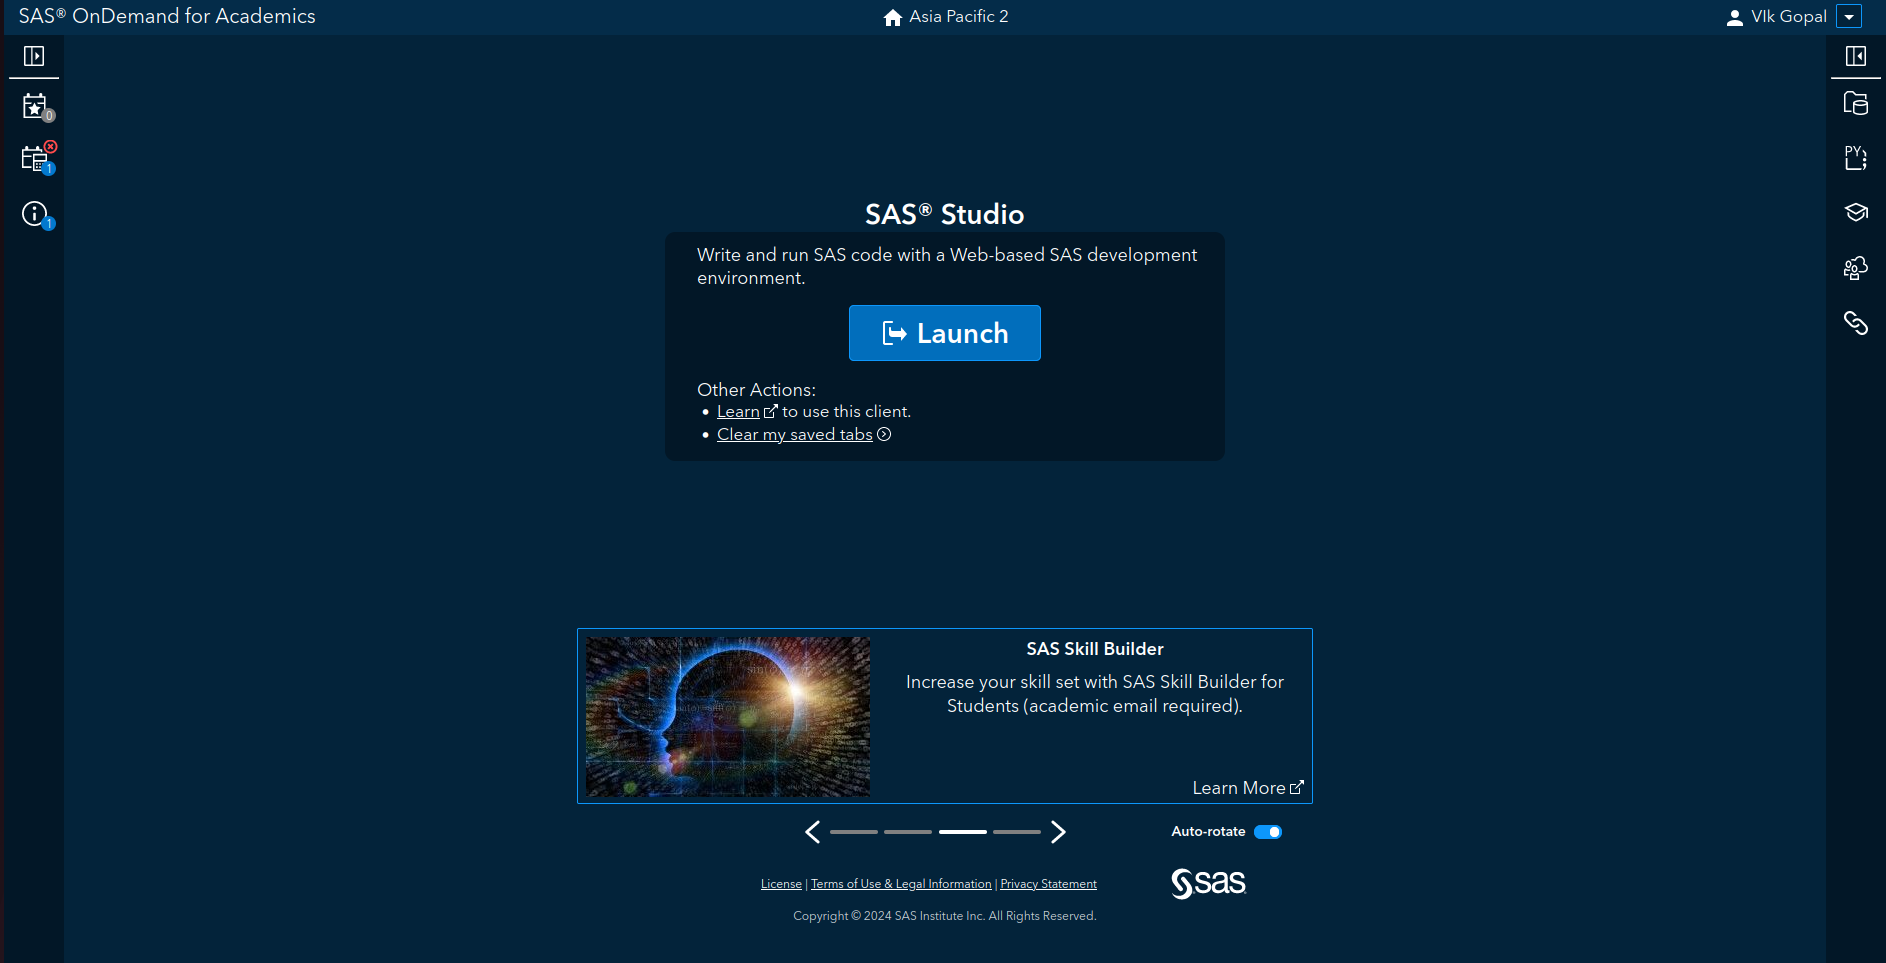 SAS® OnDemand for Academics
Asia Pacific 2
VIk Gopal
0
1
1
PY
SAS® Studio
Write and run SAS code with a Web-based SAS development
environment.
Launch
Other Actions:
• Learn to use this client.
• Clear my saved tabs
SAS Skill Builder
Increase your skill set with SAS Skill Builder for
Students (academic email required).
Learn More
Auto-rotate
License | Terms of Use & Legal Information | Privacy Statement
sas
Copyright © 2024 SAS Institute Inc. All Rights Reserved.